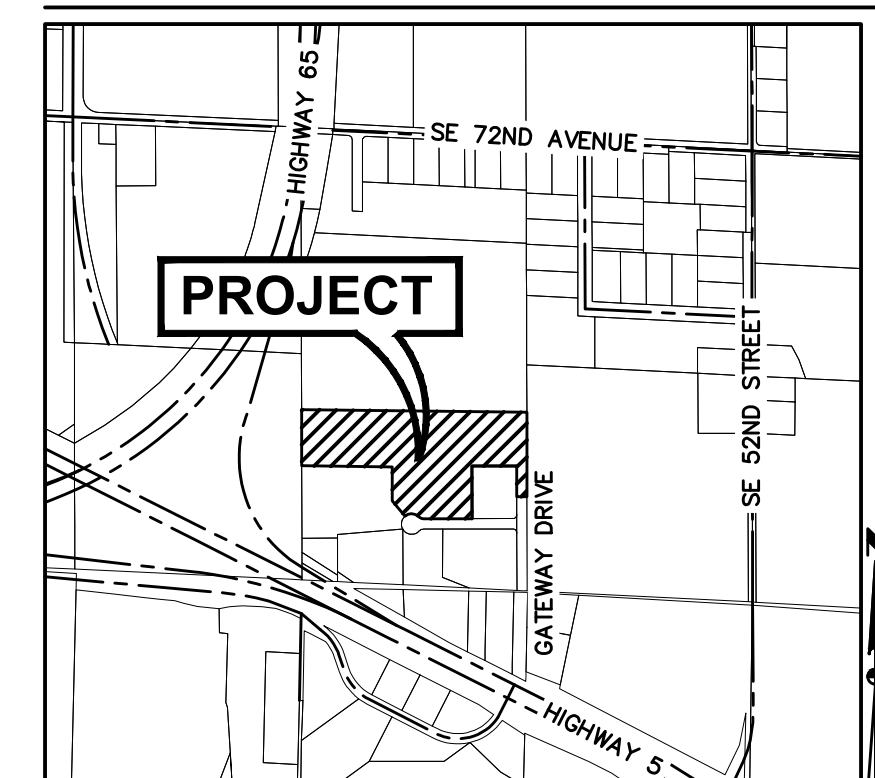 HIGHWAY 65
SE 72ND AVENUE
PROJECT
SE 52ND STREET
GATEWAY DRIVE
HIGHWAY 5